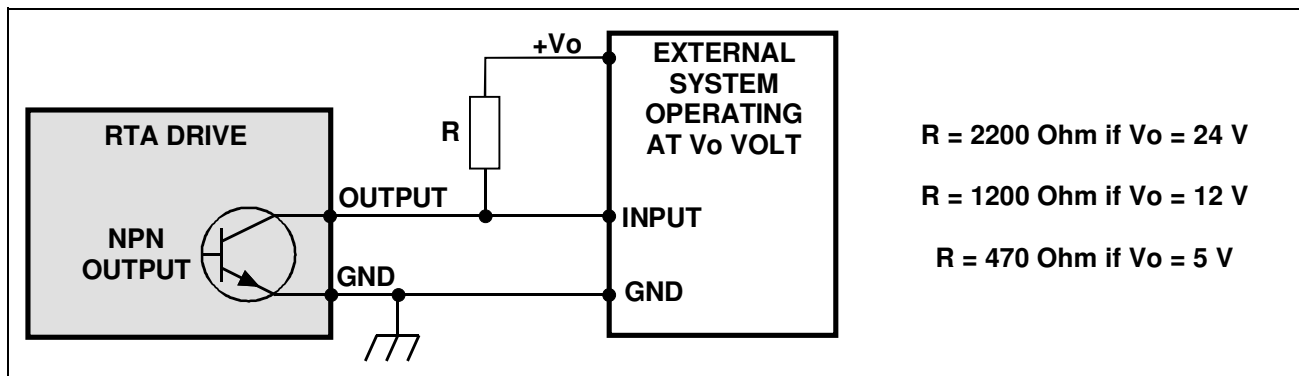 RTA DRIVE
NPN
OUTPUT
OUTPUT
GND
R
+Vo
EXTERNAL
SYSTEM
OPERATING
AT Vo VOLT
INPUT
GND
R = 2200 Ohm if Vo = 24 V
R = 1200 Ohm if Vo = 12 V
R = 470 Ohm if Vo = 5 V